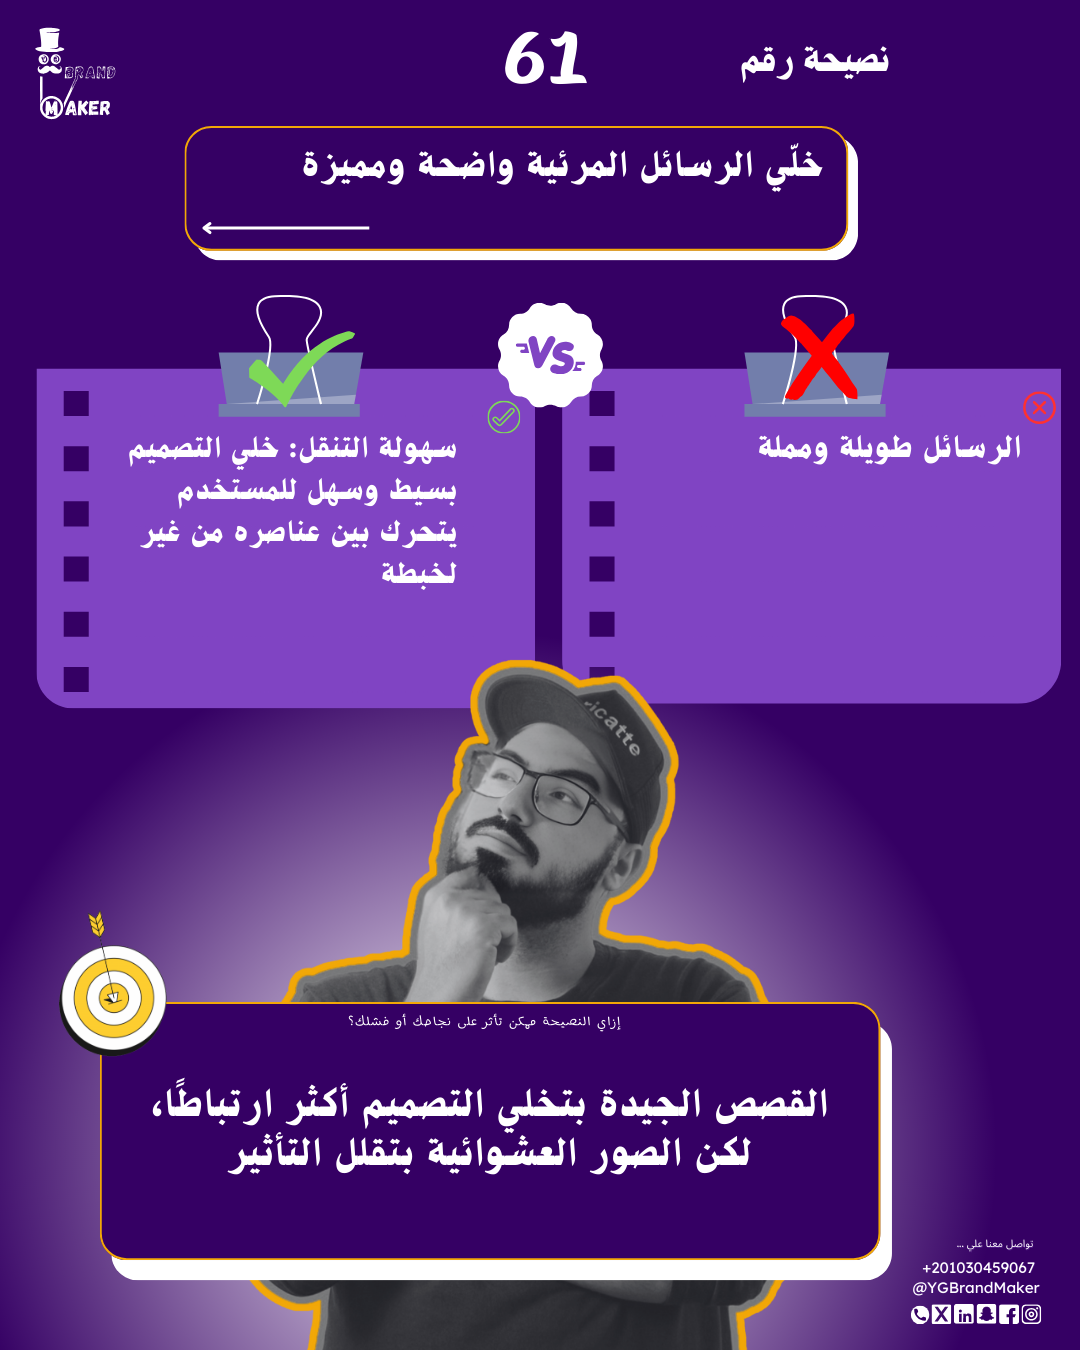 نصيحة رقم 61
BRAND
MAKER
خلّي الرسائل المرئية واضحة ومميزة
VS
الرسائل طويلة ومملة
سهولة التنقل: خلي التصميم
بسيط وسهل للمستخدم
يتحرك بين عناصره من غير
لخبطة
icatte
إزاي النصيحة ممكن تأثر على نجاحك أو فشلك؟
القصص الجيدة بتخلي التصميم أكثر ارتباطًا،
لكن الصور العشوائية بتقلل التأثير
تواصل معنا علي ...
+201030459067
@YGBrandMaker